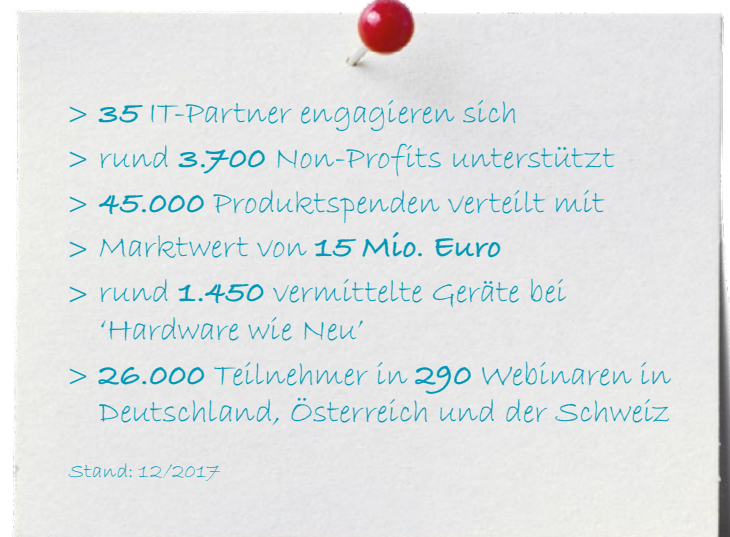 > 35 IT-Partner engagieren sich
> rund 3.700 Non-Profits unterstützt
> 45.000 Produktspenden verteilt mit
> Marktwert von 15 Mio. Euro
> rund 1.450 vermittelte Geräte bei
‘Hardware wie Neu’
> 26.000 Teilnehmer in 290 Webinaren in
Deutschland, Österreich und der Schweiz
Stand: 12/2017